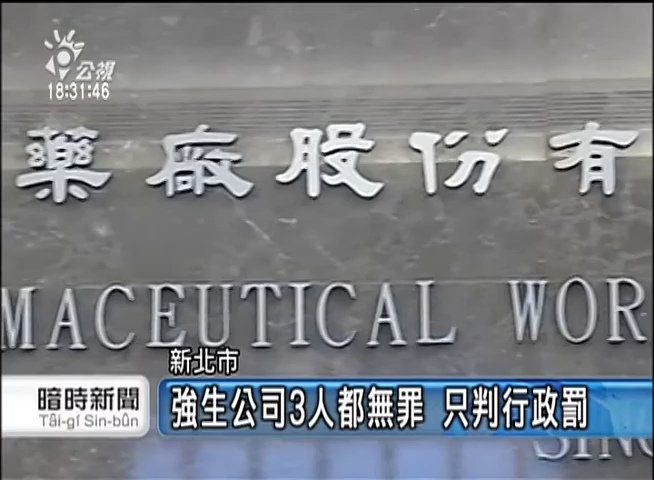 公視
18:31:46
藥廠股份有
MACEUTICAL WOR
新北市
暗時新聞
Tâi-gí Sin-bûn
強生公司3人都無罪 只判行政罰
SINC